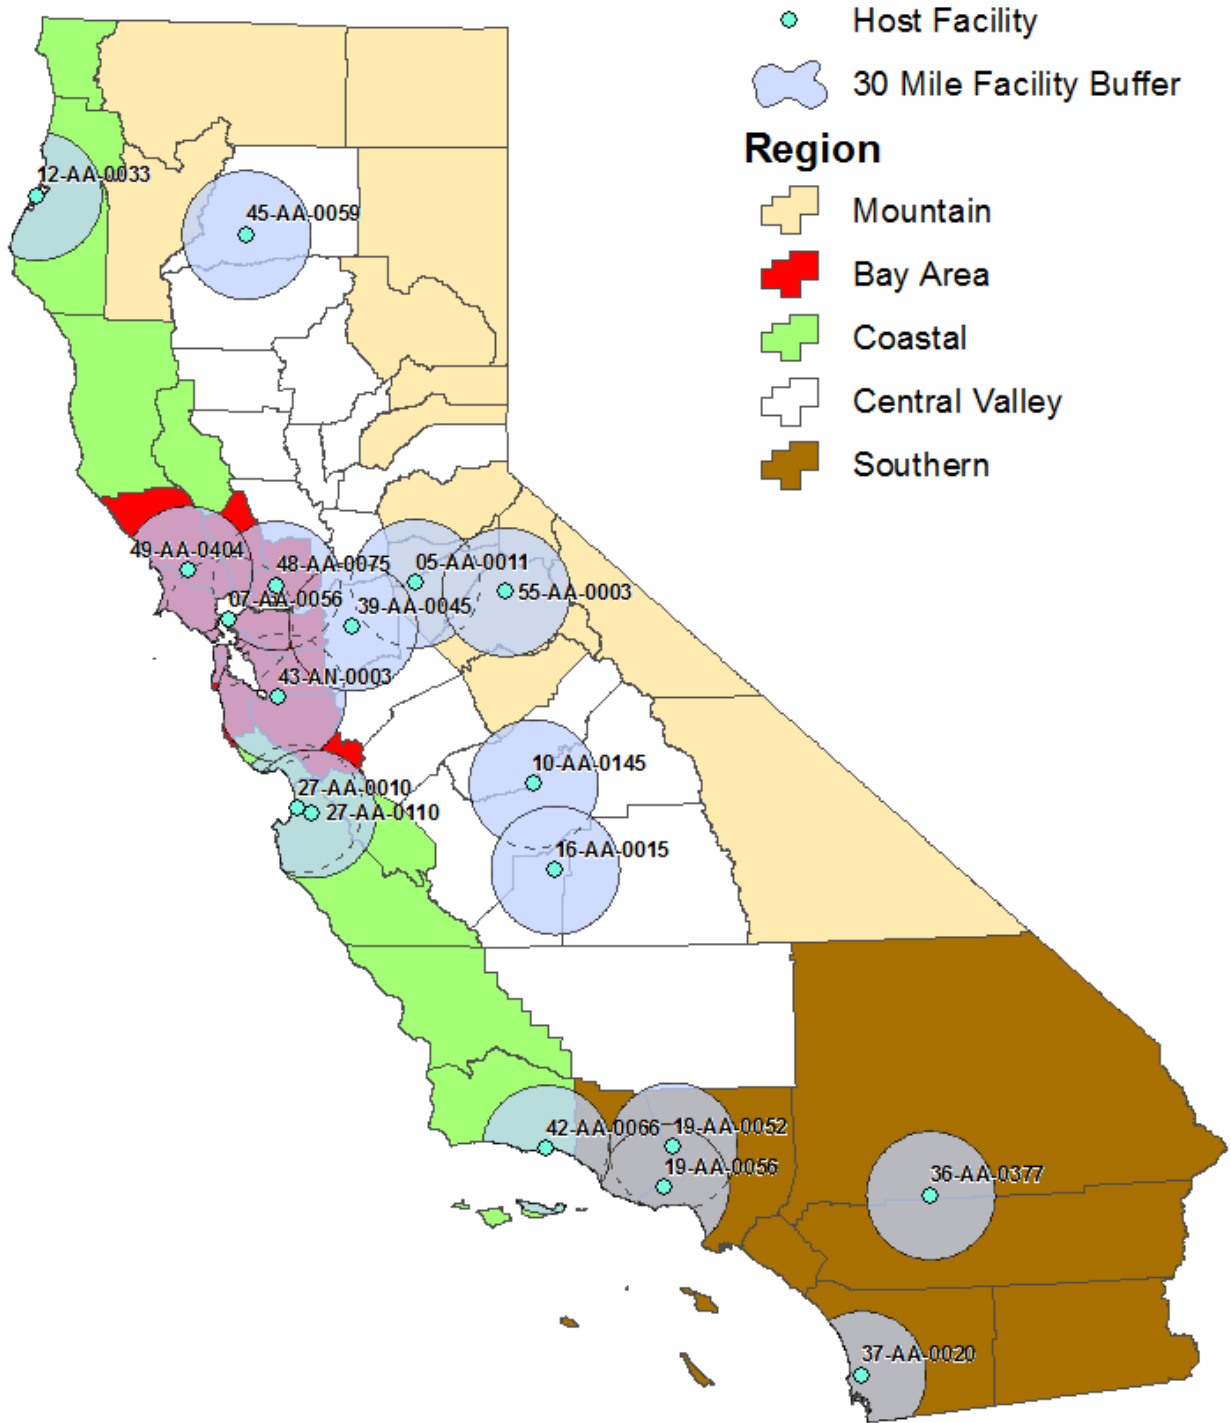 Host Facility
30 Mile Facility Buffer
Region
Mountain
Bay Area
Coastal
Central Valley
Southern
12-AA-0033
45-AA-0059
49-AA-0404
48-AA-0075
05-AA-0011
55-AA-0003
07-AA-0056
39-AA-0045
43-AN-0003
27-AA-0010
27-AA-0110
10-AA-0145
16-AA-0015
42-AA-0066
19-AA-0052
19-AA-0056
36-AA-0377
37-AA-0020